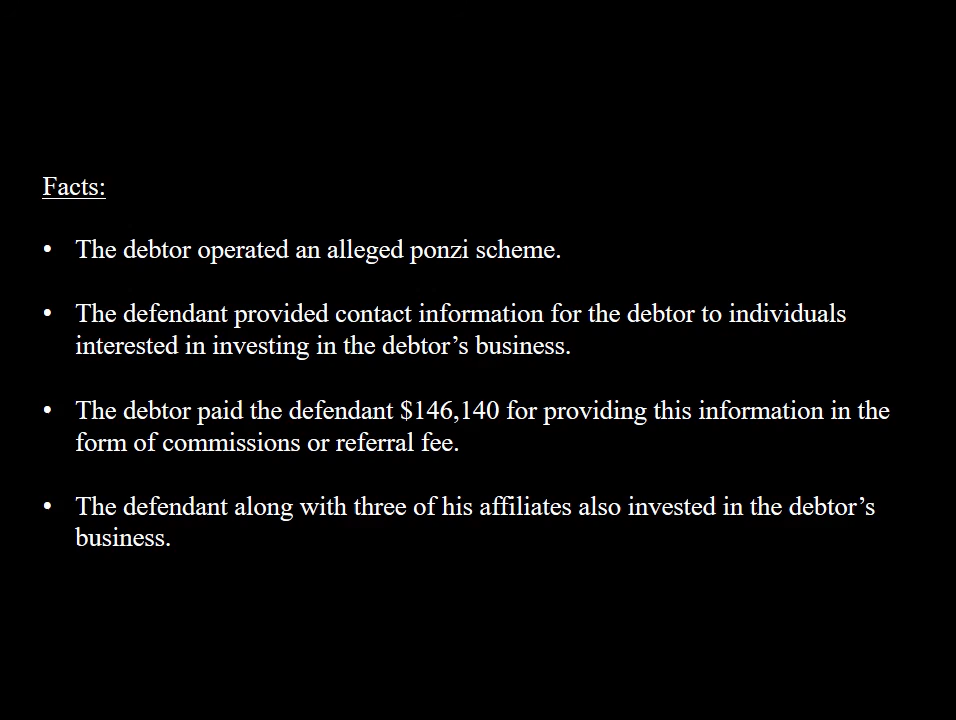 Facts:
• The debtor operated an alleged ponzi scheme.
• The defendant provided contact information for the debtor to individuals
interested in investing in the debtor’s business.
• The debtor paid the defendant $146,140 for providing this information in the
form of commissions or referral fee.
• The defendant along with three of his affiliates also invested in the debtor’s
business.